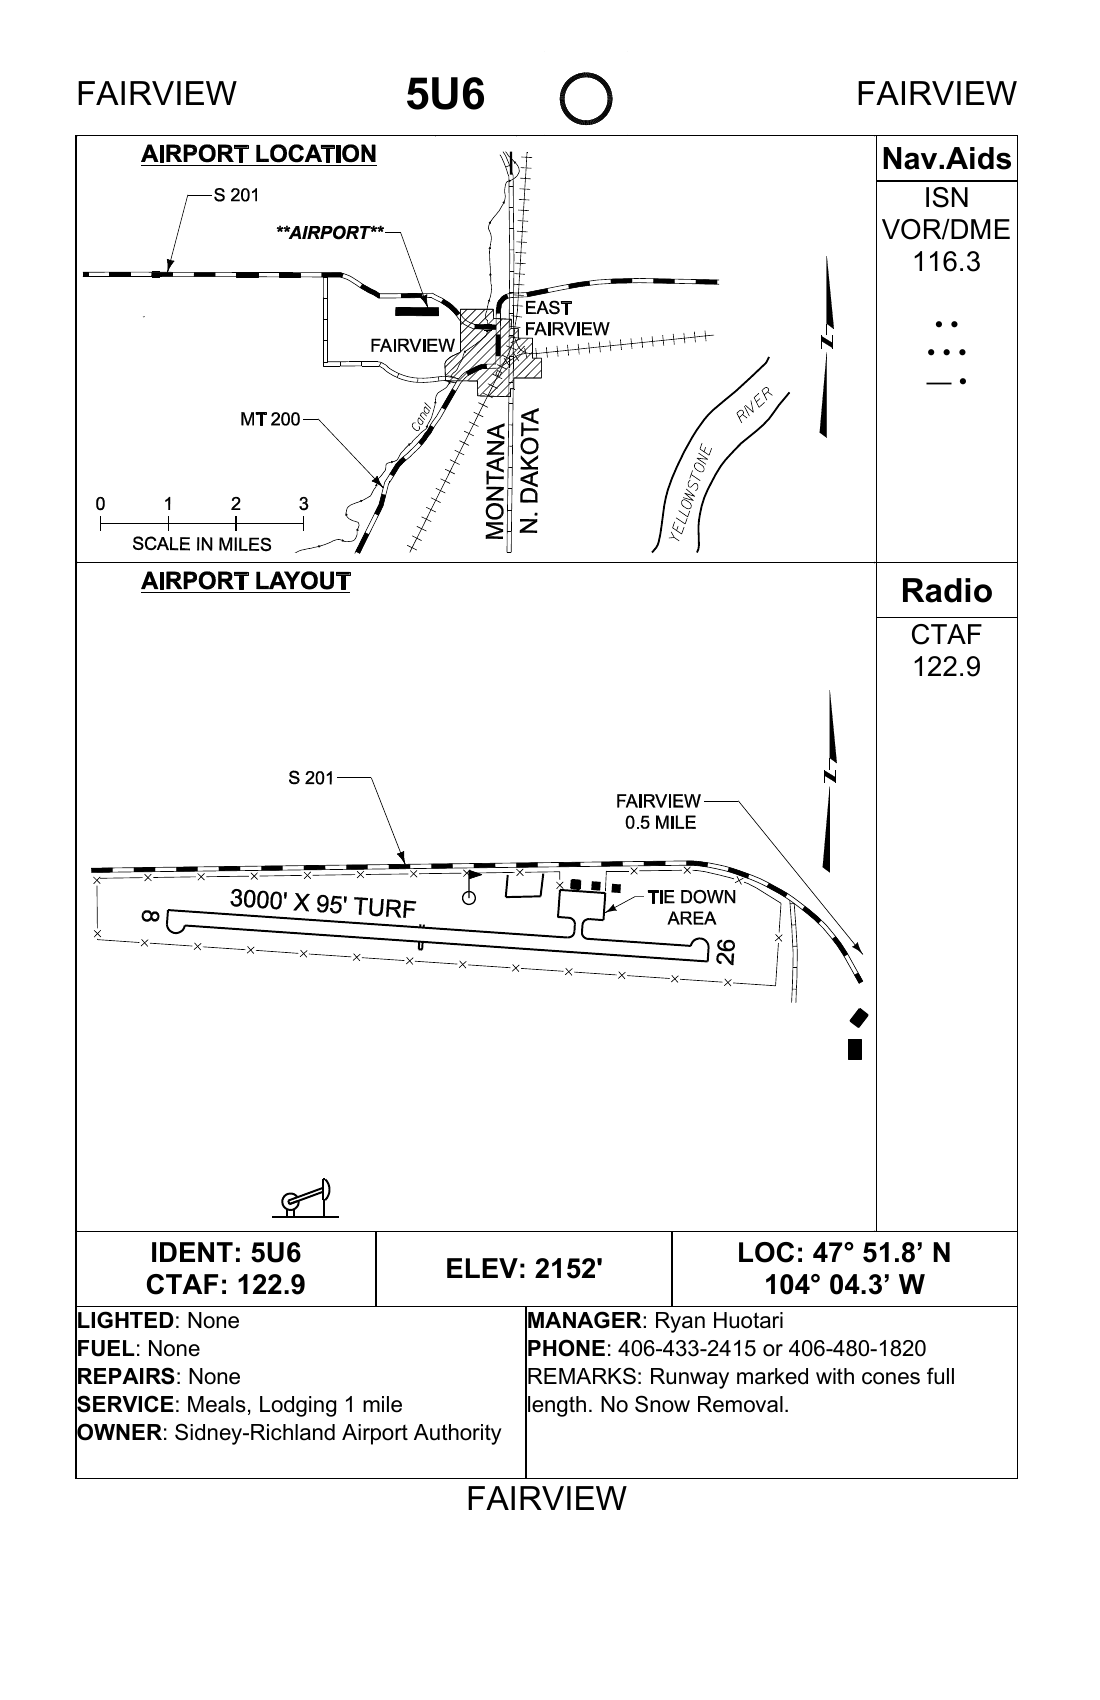 FAIRVIEW 5U6 FAIRVIEW
AIRPORT LOCATION
S 201
**AIRPORT**
EAST
FAIRVIEW
FAIRVIEW
MT 200
Canal
MONTANA
N. DAKOTA
YELLOWSTONE RIVER
N
0 1 2 3
SCALE IN MILES
Nav.Aids
ISN
VOR/DME
116.3
AIRPORT LAYOUT
Radio
CTAF
122.9
N
S 201
FAIRVIEW
0.5 MILE
3000' X 95' TURF
TIE DOWN
AREA
8
26
IDENT: 5U6
CTAF: 122.9
ELEV: 2152'
LOC: 47° 51.8’ N
104° 04.3’ W
LIGHTED: None
FUEL: None
REPAIRS: None
SERVICE: Meals, Lodging 1 mile
OWNER: Sidney-Richland Airport Authority
MANAGER: Ryan Huotari
PHONE: 406-433-2415 or 406-480-1820
REMARKS: Runway marked with cones full
length. No Snow Removal.
FAIRVIEW